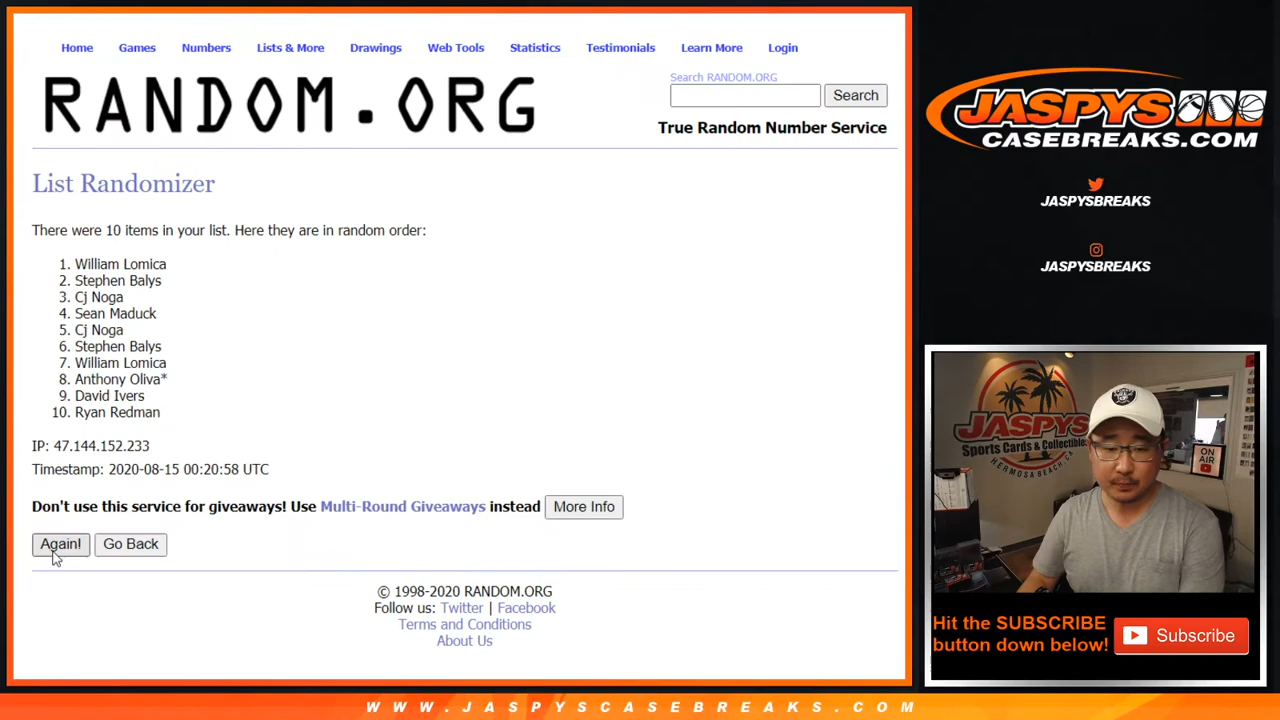 Home Games Numbers Lists & More Drawings Web Tools Statistics Testimonials Learn More Login
RANDOM.ORG
Search RANDOM.ORG
Search
True Random Number Service
List Randomizer
There were 10 items in your list. Here they are in random order:
1. William Lomica
2. Stephen Balys
3. Cj Noga
4. Sean Maduck
5. Cj Noga
6. Stephen Balys
7. William Lomica
8. Anthony Oliva*
9. David Ivers
10. Ryan Redman
IP: 47.144.152.233
Timestamp: 2020-08-15 00:20:58 UTC
Don't use this service for giveaways! Use Multi-Round Giveaways instead More Info
Again! Go Back
© 1998-2020 RANDOM.ORG
Follow us: Twitter | Facebook
Terms and Conditions
About Us
JASPYS
CASEBREAKS.COM
JASPYSBREAKS
JASPYSBREAKS
JASPYS
Sports Cards & Collectibles
HERMOSA BEACH, CA
ON AIR
Hit the SUBSCRIBE
button down below!
Subscribe
WWW.JASPYSCASEBREAKS.COM